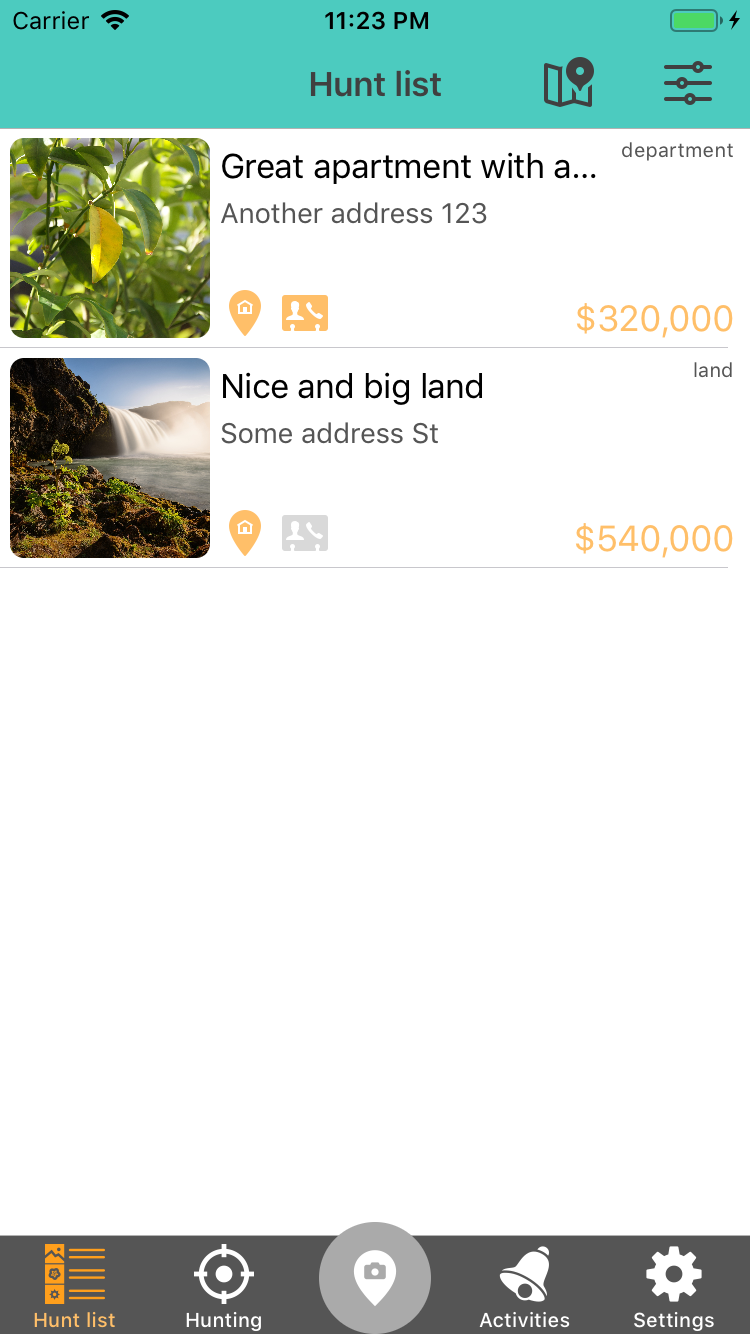 Carrier 11:23 PM
Hunt list
Great apartment with a... department
Another address 123
$320,000
Nice and big land land
Some address St
$540,000
Hunt list Hunting Activities Settings